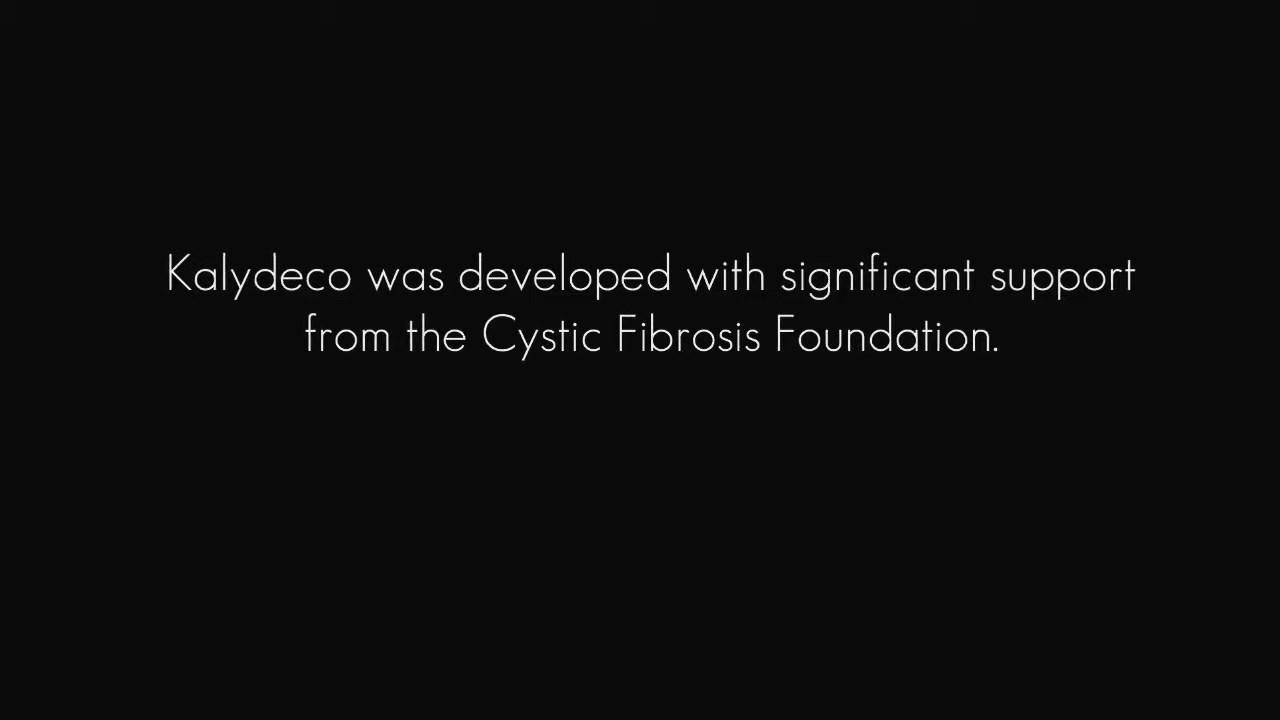 Kalydeco was developed with significant support
from the Cystic Fibrosis Foundation.